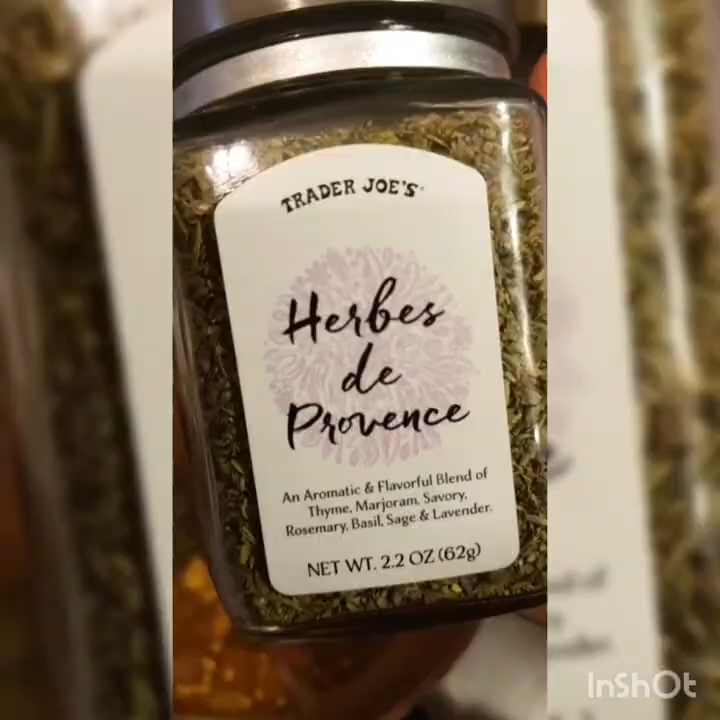 TRADER JOE'S
Herbes
de
Provence
An Aromatic & Flavorful Blend of
Thyme, Marjoram, Savory,
Rosemary, Basil, Sage & Lavender.
NET WT. 2.2 OZ (62g)
InShOt